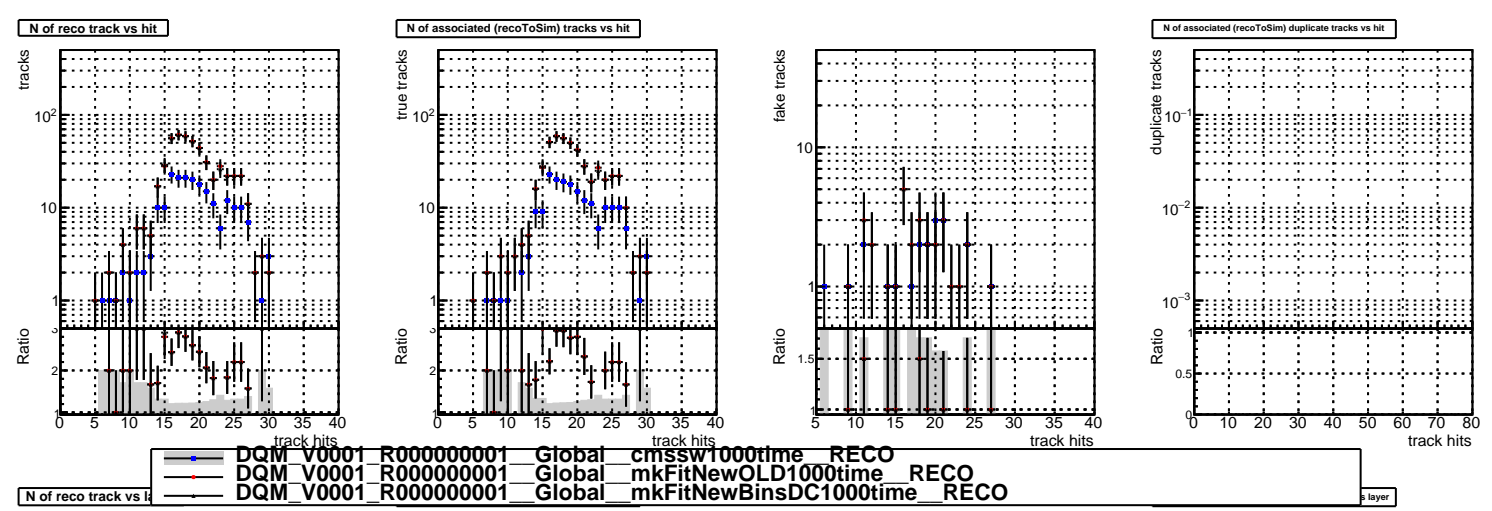 N of reco track vs hit
N of associated (recoToSim) tracks vs hit
N of associated (recoToSim) duplicate tracks vs hit
tracks
10²
10
1
Ratio
3
2
1
0 5 10 15 20 25 30 35 40
track hits
true tracks
10²
10
1
Ratio
3
2
1
0 5 10 15 20 25 30 35 40
track hits
fake tracks
10
1
Ratio
1.5
1
5 10 15 20 25 30 35 40
track hits
duplicate tracks
10⁻¹
10⁻²
10⁻³
Ratio
1
0.5
0
0 10 20 30 40 50 60 70 80
track hits
DQM_V0001_R000000001__Global__cmssw1000time__RECO
DQM_V0001_R000000001__Global__mkFitNewOLD1000time__RECO
DQM_V0001_R000000001__Global__mkFitNewBinsDC1000time__RECO
N of reco track vs la
s layer